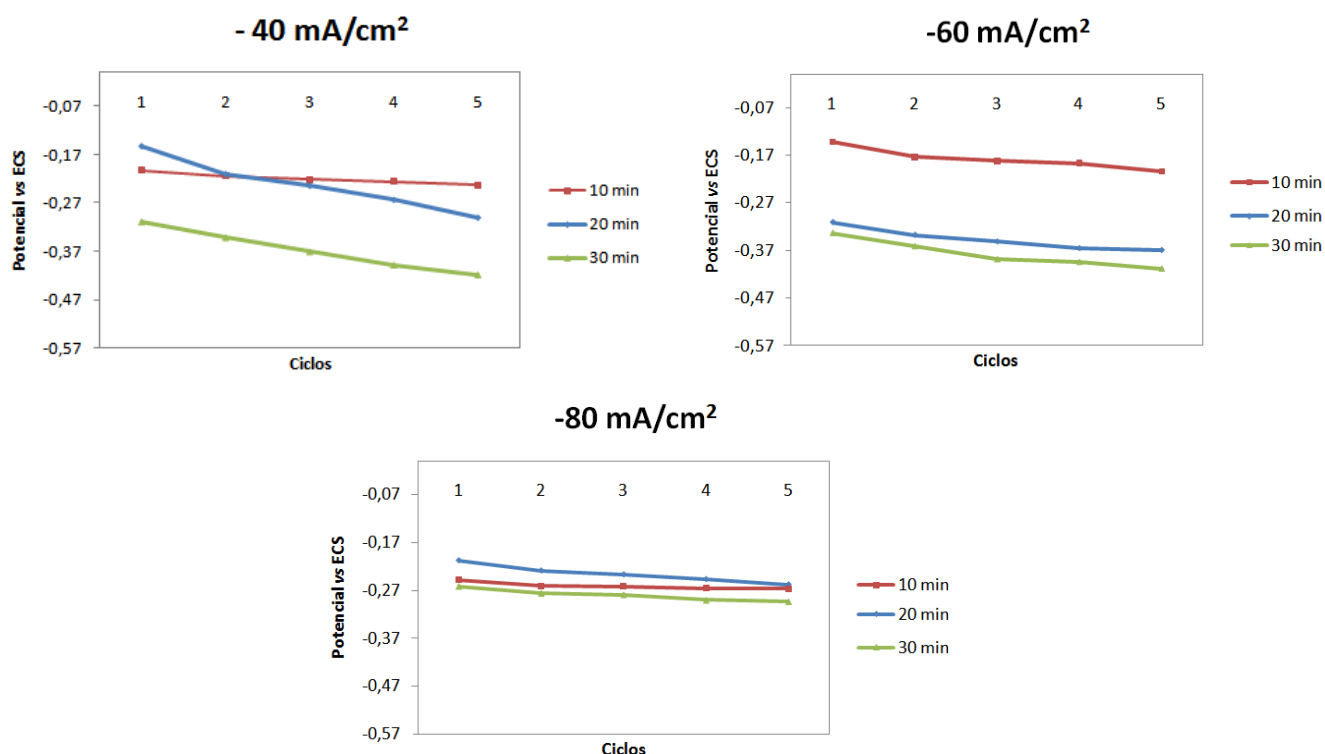 - 40 mA/cm²
Potencial vs ECS
-0,07
-0,17
-0,27
-0,37
-0,47
-0,57
1 2 3 4 5
Ciclos
10 min
20 min
30 min
-60 mA/cm²
Potencial vs ECS
-0,07
-0,17
-0,27
-0,37
-0,47
-0,57
1 2 3 4 5
Ciclos
10 min
20 min
30 min
-80 mA/cm²
Potencial vs ECS
-0,07
-0,17
-0,27
-0,37
-0,47
-0,57
1 2 3 4 5
Ciclos
10 min
20 min
30 min